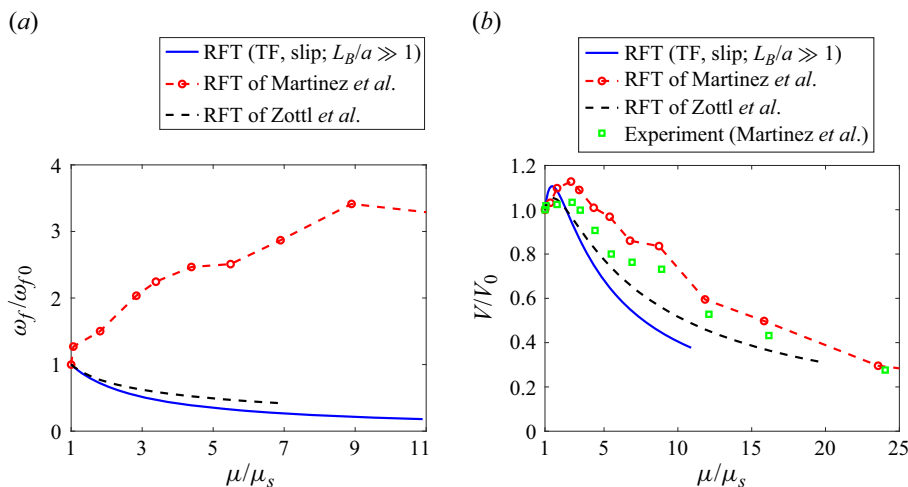 (a)
RFT (TF, slip; L_B/a ≫ 1)
RFT of Martinez et al.
RFT of Zottl et al.
4
3
2
1
0
ω_f/ω_{f0}
1 3 5 7 9 11
μ/μ_s
(b)
RFT (TF, slip; L_B/a ≫ 1)
RFT of Martinez et al.
RFT of Zottl et al.
Experiment (Martinez et al.)
1.2
1.0
0.8
0.6
0.4
0.2
0
V/V_0
1 5 10 15 20 25
μ/μ_s